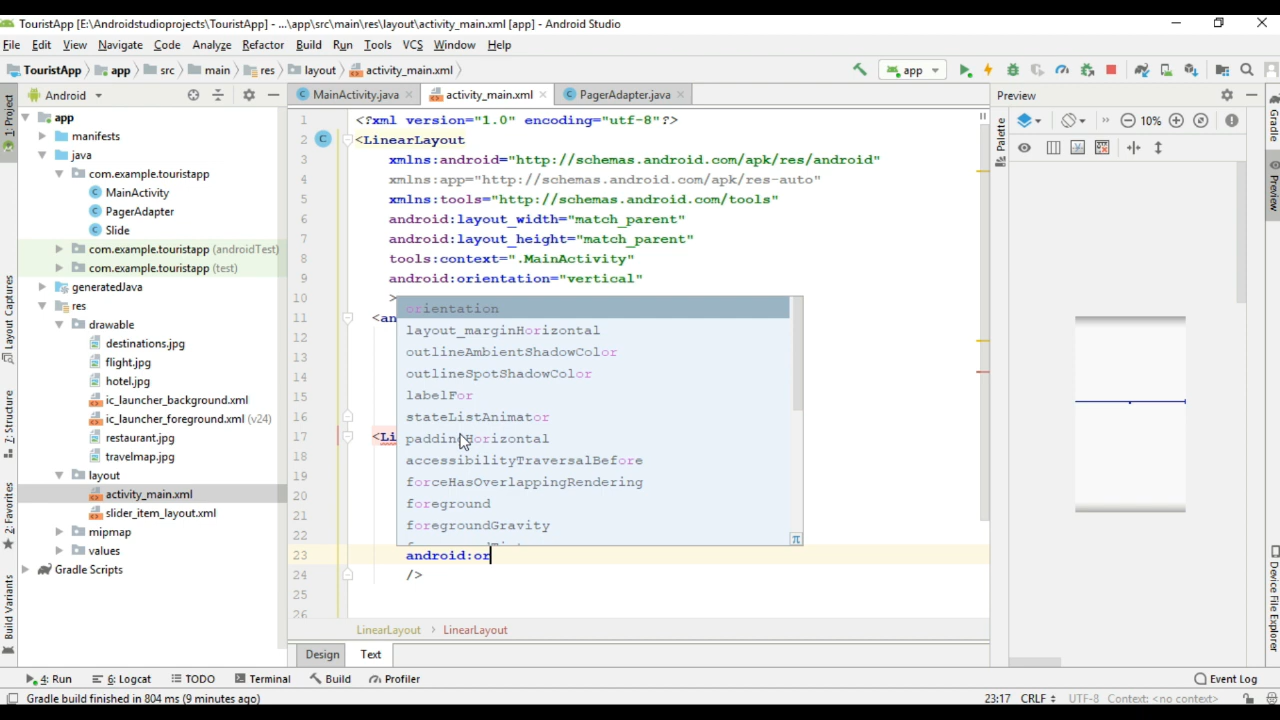 TouristApp [E:\Androidstudioprojects\TouristApp] - ...\app\src\main\res\layout\activity_main.xml [app] - Android Studio
File Edit View Navigate Code Analyze Refactor Build Run Tools VCS Window Help
TouristApp app src main res layout activity_main.xml app
Android MainActivity.java activity_main.xml PagerAdapter.java Preview
1: Project
Layout Captures
7: Structure
2: Favorites
Build Variants
app
manifests
java
com.example.touristapp
MainActivity
PagerAdapter
Slide
com.example.touristapp (androidTest)
com.example.touristapp (test)
generatedJava
res
drawable
destinations.jpg
flight.jpg
hotel.jpg
ic_launcher_background.xml
ic_launcher_foreground.xml (v24)
restaurant.jpg
travelmap.jpg
layout
activity_main.xml
slider_item_layout.xml
mipmap
values
Gradle Scripts
1 <?xml version="1.0" encoding="utf-8"?>
2 C <LinearLayout
3 xmlns:android="http://schemas.android.com/apk/res/android"
4 xmlns:app="http://schemas.android.com/apk/res-auto"
5 xmlns:tools="http://schemas.android.com/tools"
6 android:layout_width="match_parent"
7 android:layout_height="match_parent"
8 tools:context=".MainActivity"
9 android:orientation="vertical"
10 >
11 <an
12
13
14
15
16
17 <Li
18
19
20
21
22
23 android:or
24 />
25
26
orientation
layout_marginHorizontal
outlineAmbientShadowColor
outlineSpotShadowColor
labelFor
stateListAnimator
paddingHorizontal
accessibilityTraversalBefore
forceHasOverlappingRendering
foreground
foregroundGravity
π
LinearLayout LinearLayout
Design Text
Palette
10%
Gradle
Preview
Device File Explorer
4: Run 6: Logcat TODO Terminal Build Profiler Event Log
Gradle build finished in 804 ms (9 minutes ago) 23:17 CRLF UTF-8 Context: <no context>